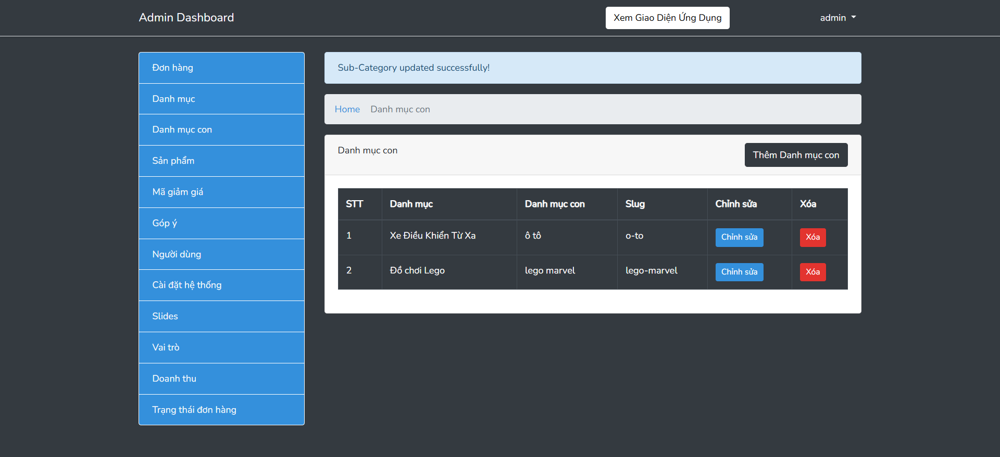 Admin Dashboard
Xem Giao Diện Ứng Dụng
admin
Đơn hàng
Danh mục
Danh mục con
Sản phẩm
Mã giảm giá
Góp ý
Người dùng
Cài đặt hệ thống
Slides
Vai trò
Doanh thu
Trạng thái đơn hàng
Sub-Category updated successfully!
Home Danh mục con
Danh mục con
Thêm Danh mục con
STT Danh mục Danh mục con Slug Chỉnh sửa Xóa
1 Xe Điều Khiển Từ Xa ô tô o-to Chỉnh sửa Xóa
2 Đồ chơi Lego lego marvel lego-marvel Chỉnh sửa Xóa